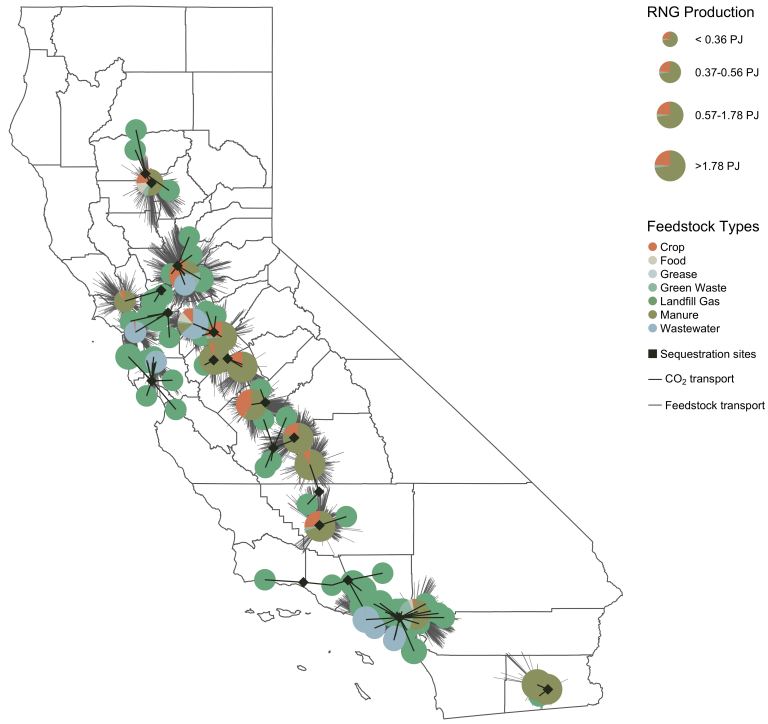 RNG Production
< 0.36 PJ
0.37-0.56 PJ
0.57-1.78 PJ
>1.78 PJ
Feedstock Types
Crop
Food
Grease
Green Waste
Landfill Gas
Manure
Wastewater
Sequestration sites
CO₂ transport
Feedstock transport